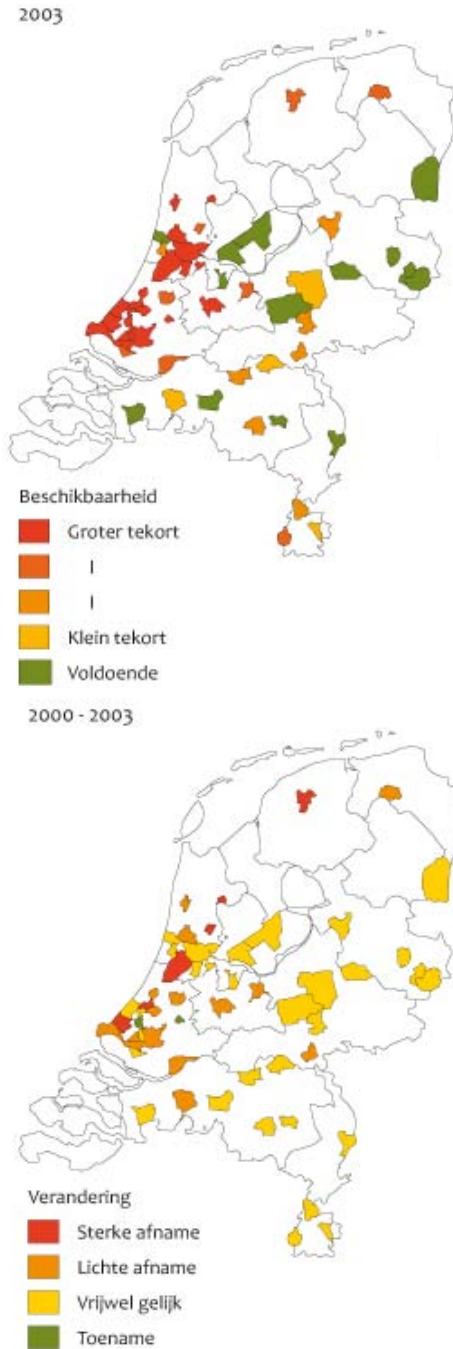 2003
Beschikbaarheid
Groter tekort
|
|
Klein tekort
Voldoende
2000 - 2003
Verandering
Sterke afname
Lichte afname
Vrijwel gelijk
Toename